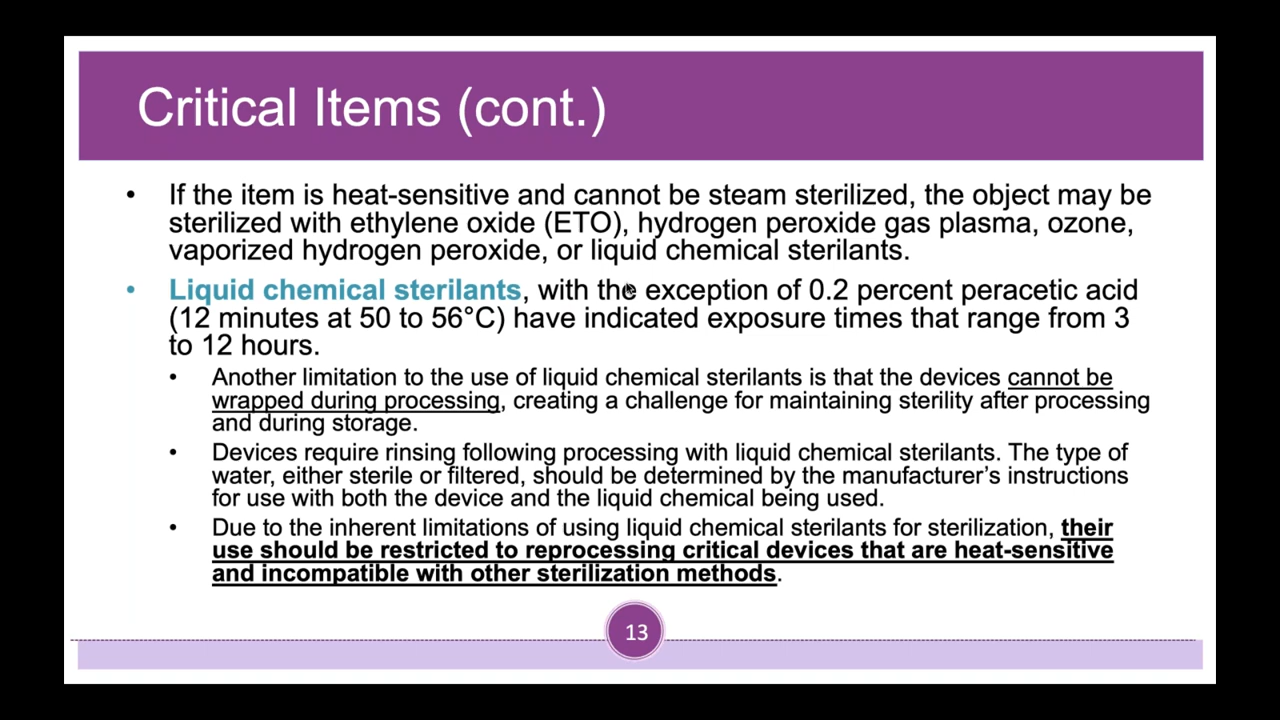 Critical Items (cont.)
• If the item is heat-sensitive and cannot be steam sterilized, the object may be
sterilized with ethylene oxide (ETO), hydrogen peroxide gas plasma, ozone,
vaporized hydrogen peroxide, or liquid chemical sterilants.
• Liquid chemical sterilants, with the exception of 0.2 percent peracetic acid
(12 minutes at 50 to 56°C) have indicated exposure times that range from 3
to 12 hours.
• Another limitation to the use of liquid chemical sterilants is that the devices cannot be
wrapped during processing, creating a challenge for maintaining sterility after processing
and during storage.
• Devices require rinsing following processing with liquid chemical sterilants. The type of
water, either sterile or filtered, should be determined by the manufacturer’s instructions
for use with both the device and the liquid chemical being used.
• Due to the inherent limitations of using liquid chemical sterilants for sterilization, their
use should be restricted to reprocessing critical devices that are heat-sensitive
and incompatible with other sterilization methods.
13